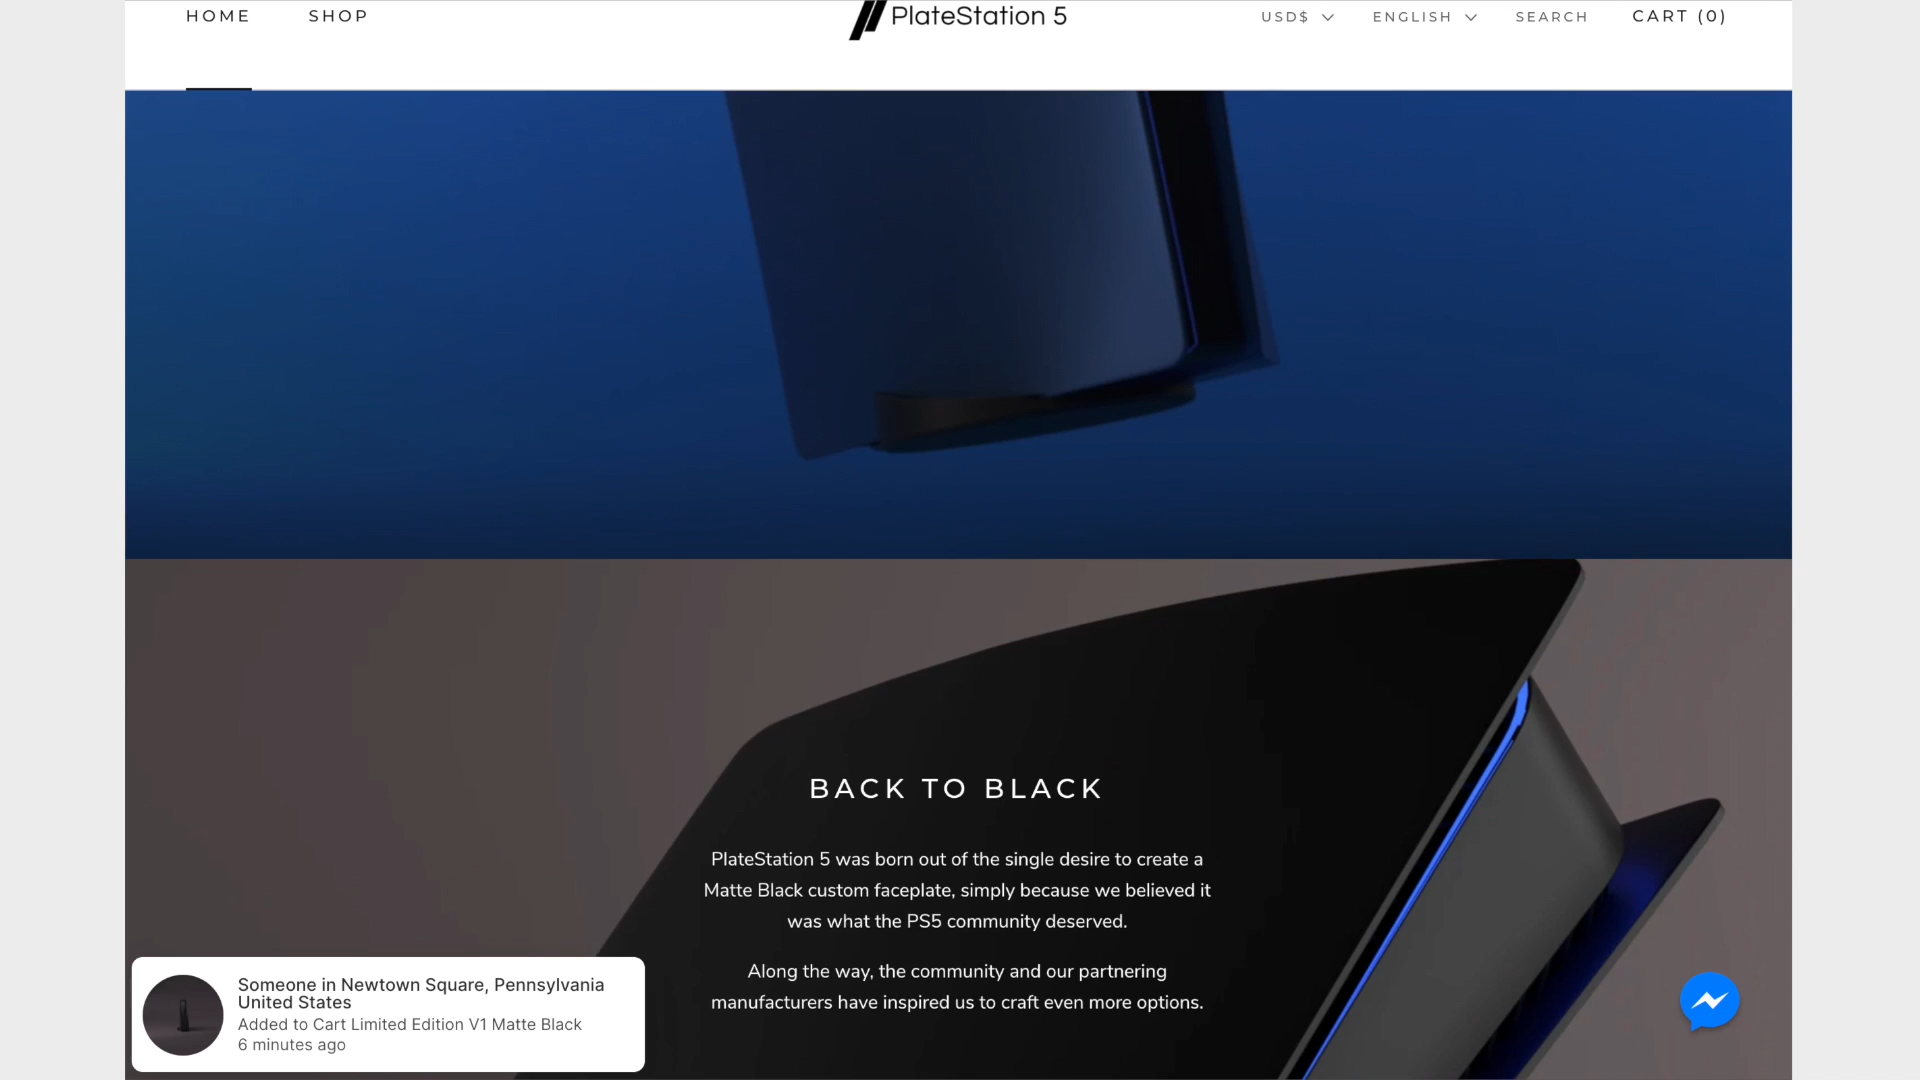 HOME
SHOP
PlateStation 5
USD$
ENGLISH
SEARCH
CART (0)
BACK TO BLACK
PlateStation 5 was born out of the single desire to create a
Matte Black custom faceplate, simply because we believed it
was what the PS5 community deserved.
Along the way, the community and our partnering
manufacturers have inspired us to craft even more options.
Someone in Newtown Square, Pennsylvania
United States
Added to Cart Limited Edition V1 Matte Black
6 minutes ago